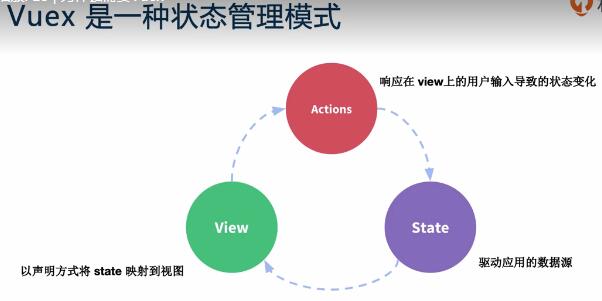 Vuex 是一种状态管理模式
响应在 view上的用户输入导致的状态变化
Actions
View
State
以声明方式将 state 映射到视图
驱动应用的数据源